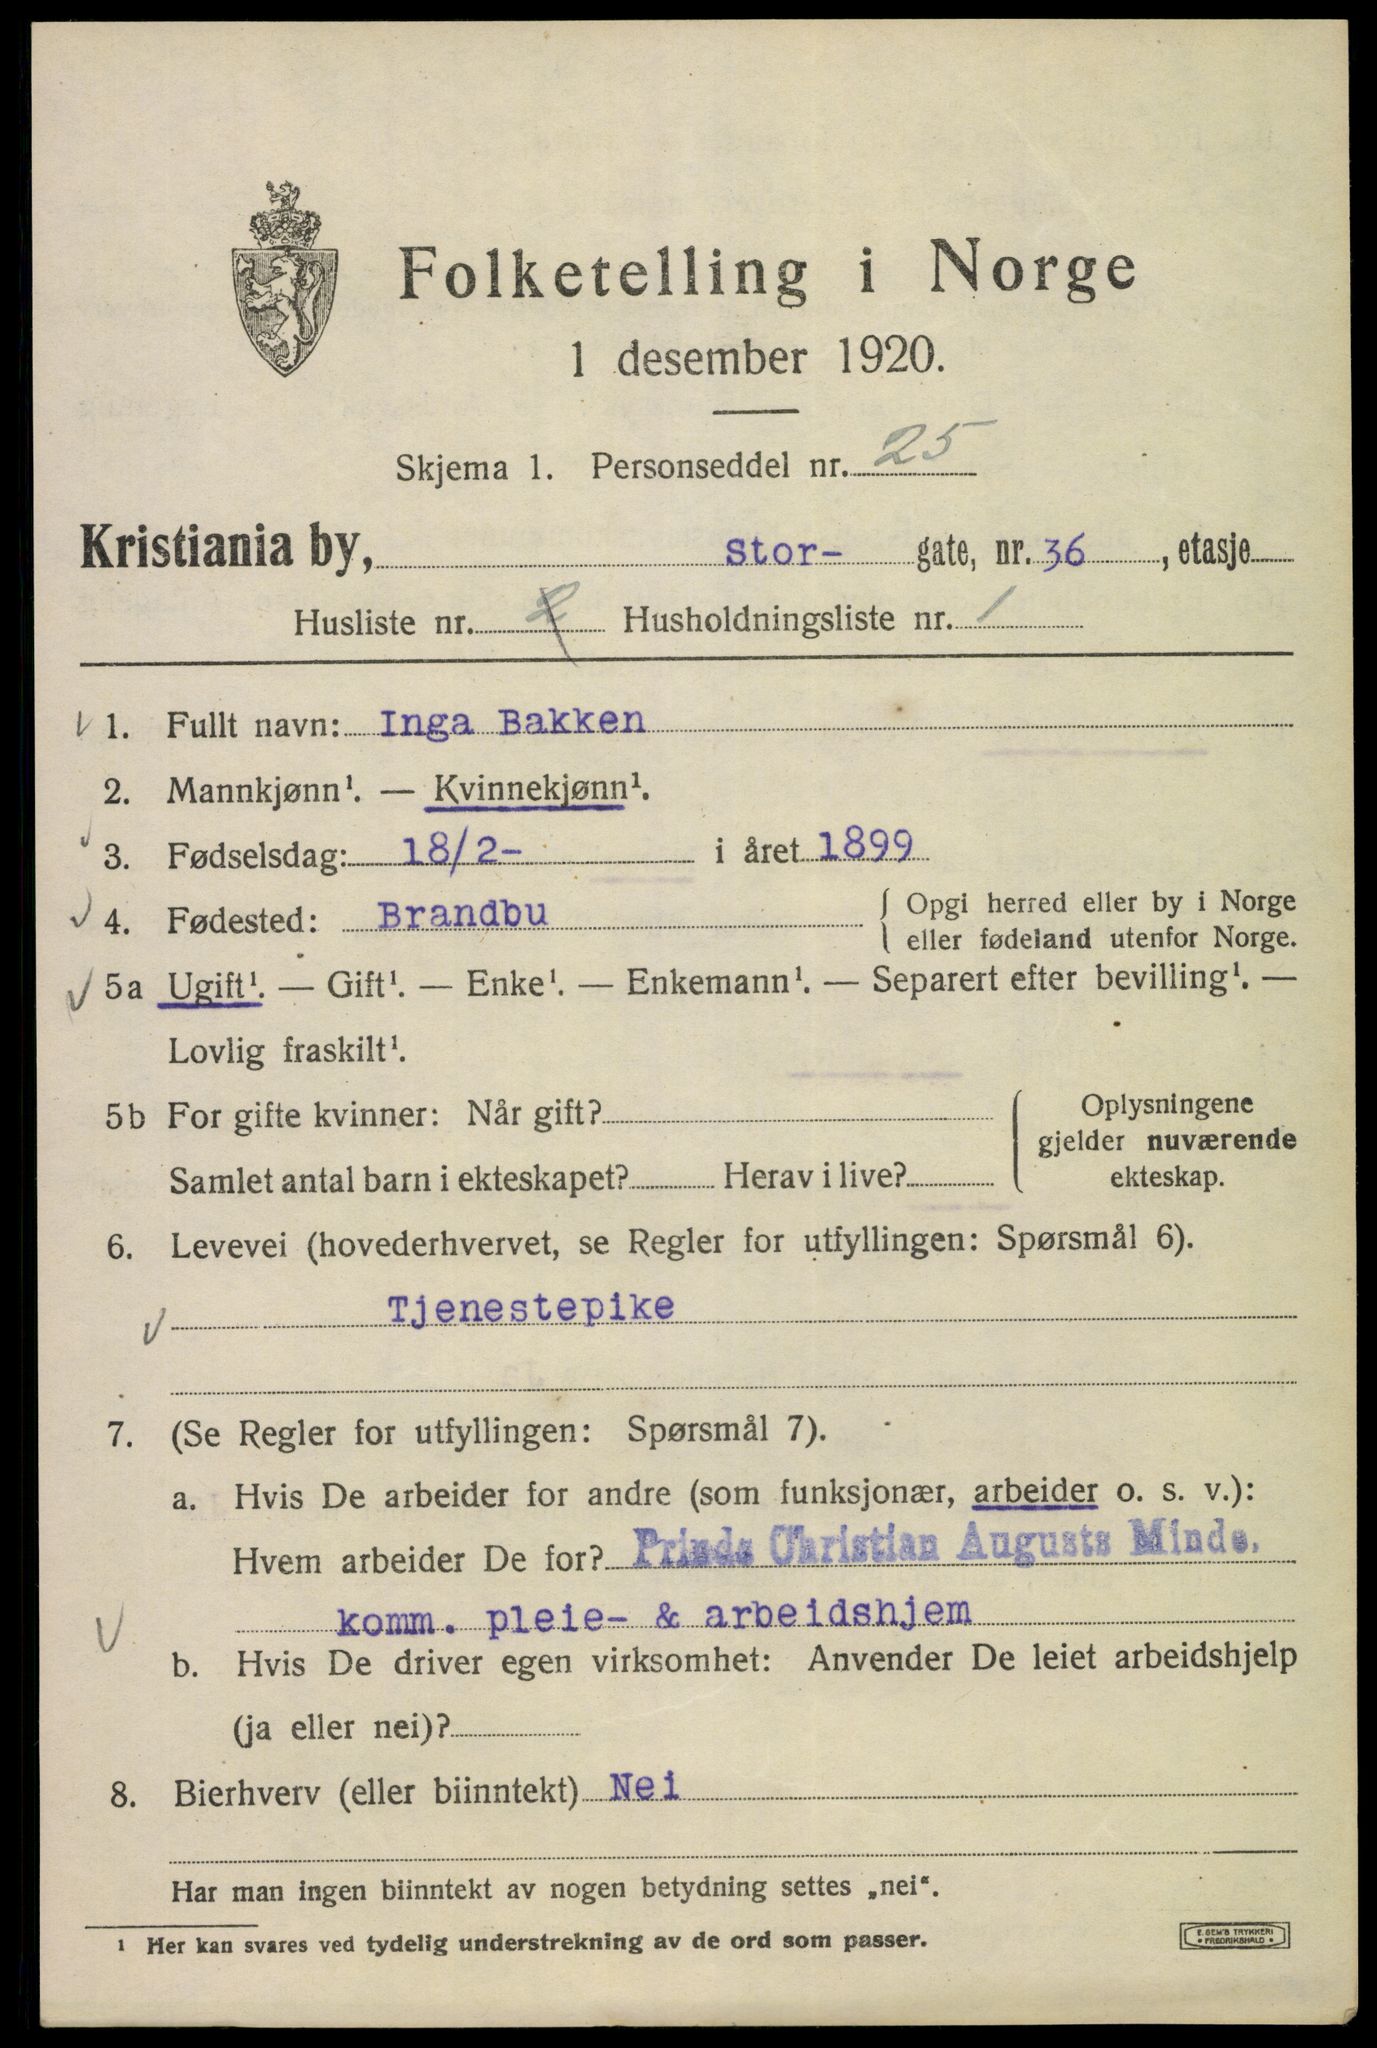 Folketelling i Norge
1 desember 1920.
Skjema 1. Personseddel nr. 25
Kristiania by, Stor- gate, nr. 36, etasje
Husliste nr. 2 Husholdningsliste nr. 1
1. Fullt navn: Inga Bakken
2. Mannkjønn¹. — Kvinnekjønn¹.
3. Fødselsdag: 18/2- i året 1899
4. Fødested: Brandbu { Opgi herred eller by i Norge
eller fødeland utenfor Norge.
5a Ugift¹. — Gift¹. — Enke¹. — Enkemann¹. — Separert efter bevilling¹. —
Lovlig fraskilt¹.
5b For gifte kvinner: Når gift? { Oplysningene
gjelder nuværende
Samlet antal barn i ekteskapet? Herav i live? ekteskap.
6. Levevei (hovederhvervet, se Regler for utfyllingen: Spørsmål 6).
Tjenestepike
7. (Se Regler for utfyllingen: Spørsmål 7).
a. Hvis De arbeider for andre (som funksjonær, arbeider o. s. v.):
Hvem arbeider De for? Prinds Christian Augusts Minde,
komm. pleie- & arbeidshjem
b. Hvis De driver egen virksomhet: Anvender De leiet arbeidshjelp
(ja eller nei)?
8. Bierhverv (eller biinntekt) Nei
Har man ingen biinntekt av nogen betydning settes „nei“.
¹ Her kan svares ved tydelig understrekning av de ord som passer.
E. SEM'S TRYKKERI
• FREDRIKSHALD •